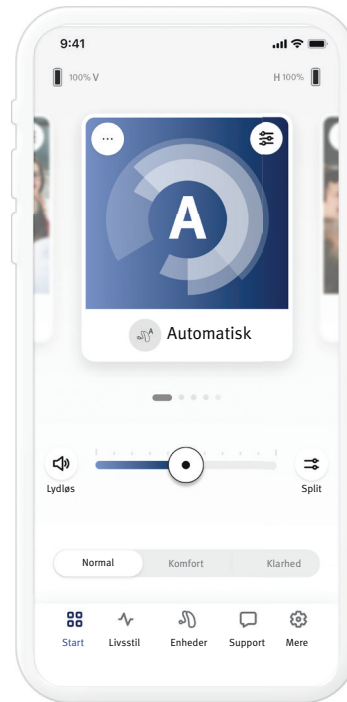 9:41
100% V
H 100%
A
A
Automatisk
Lydløs
Split
Normal Komfort Klarhed
Start Livsstil Enheder Support Mere